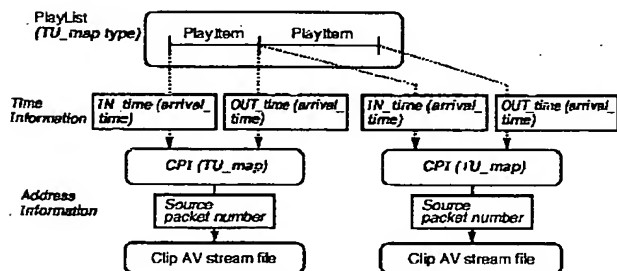 PlayList
(TU_map type)
PlayItem PlayItem
Time
Information
IN_time (arrival_
time)
OUT_time (arrival_
time)
IN_time (arrival_
time)
OUT_time (arrival_
time)
CPI (TU_map)
CPI (TU_map)
Address
Information
Source
packet number
Source
packet number
Clip AV stream file
Clip AV stream file